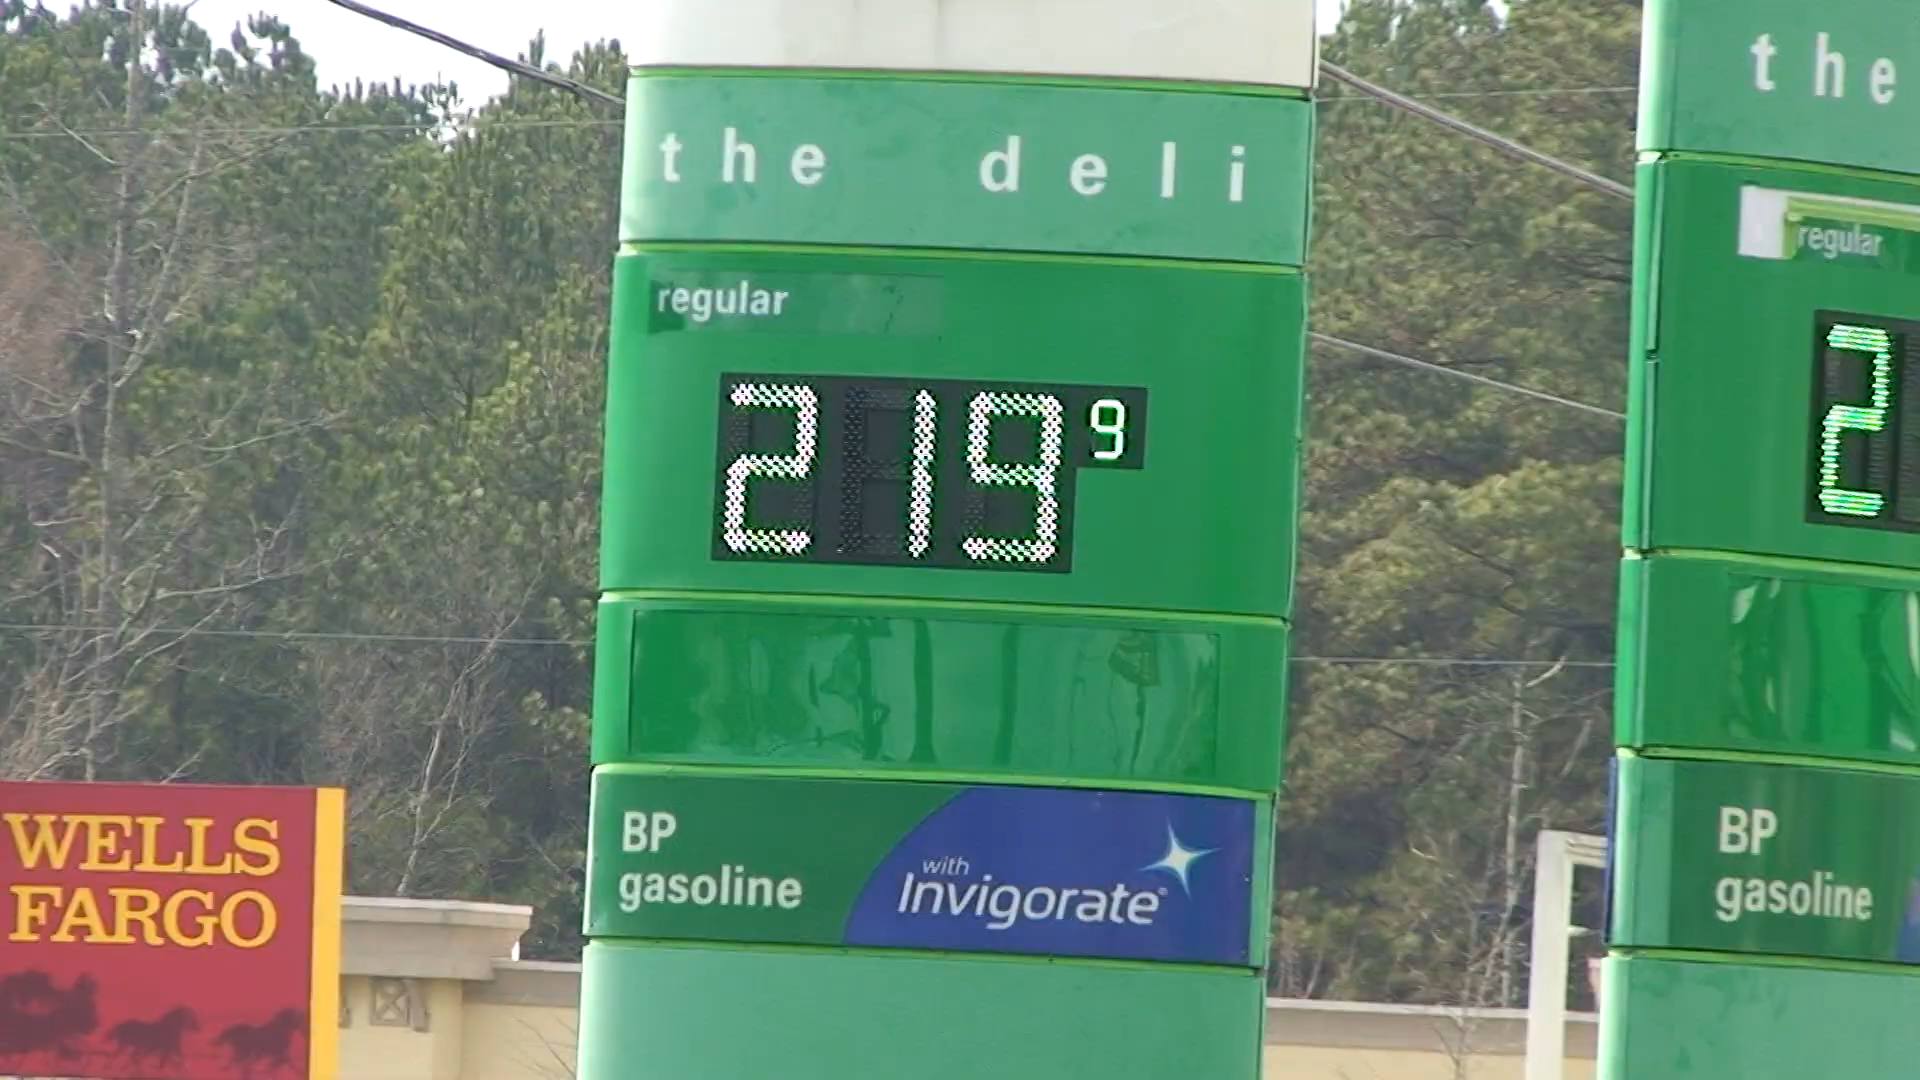 the deli
regular
219 9
BP
gasoline
with
Invigorate
WELLS
FARGO
the
regular
2
BP
gasoline